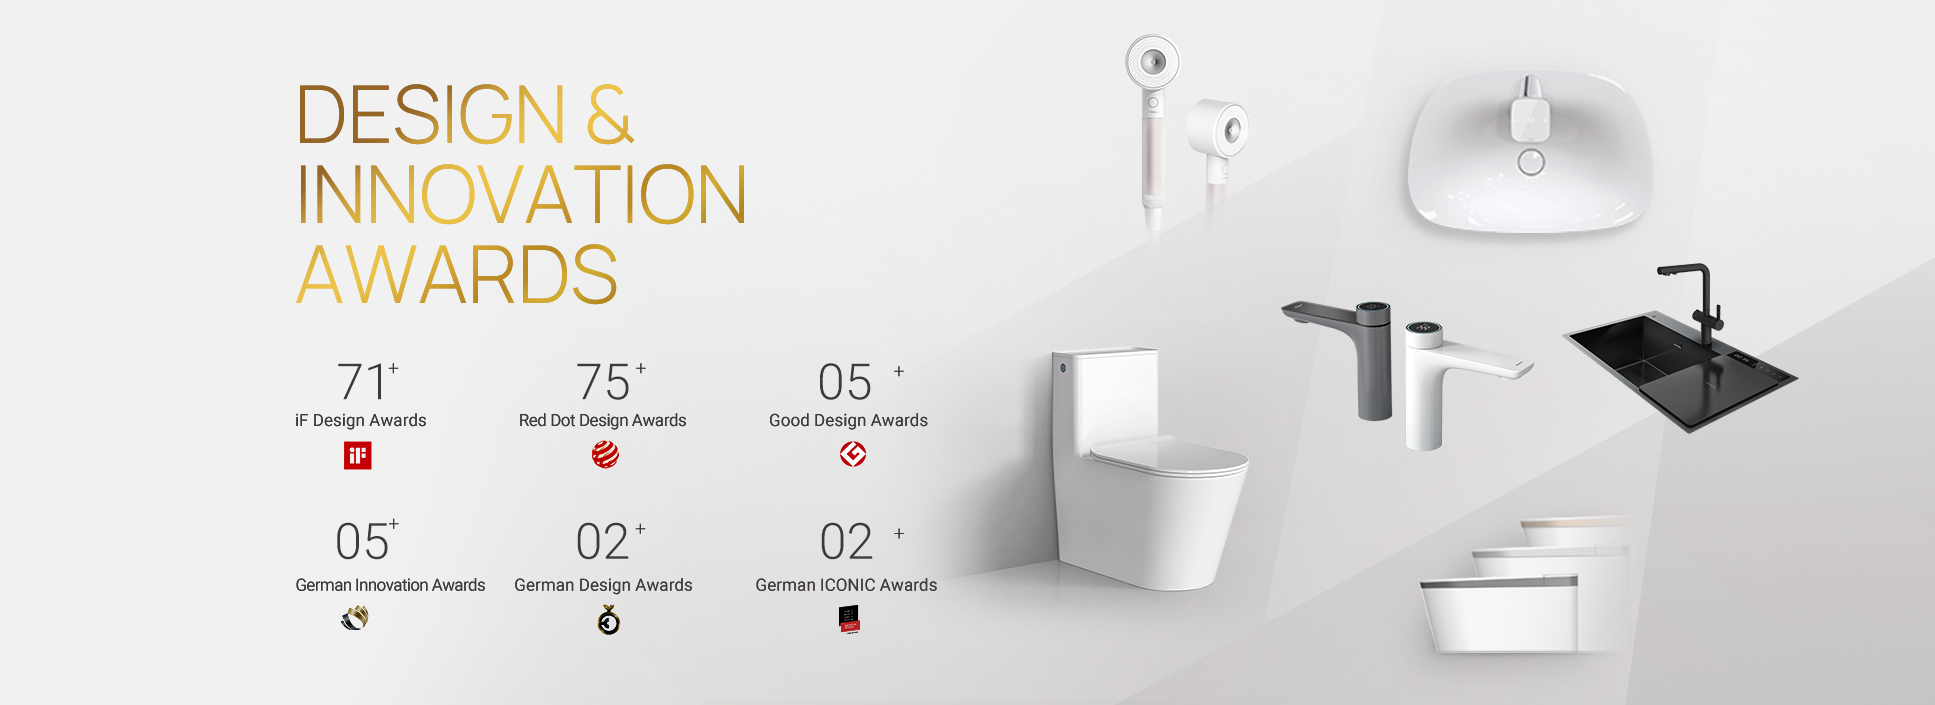 DESIGN &
INNOVATION
AWARDS
71+
iF Design Awards
iF
75+
Red Dot Design Awards
05 +
Good Design Awards
05+
German Innovation Awards
02+
German Design Awards
02 +
German ICONIC Awards